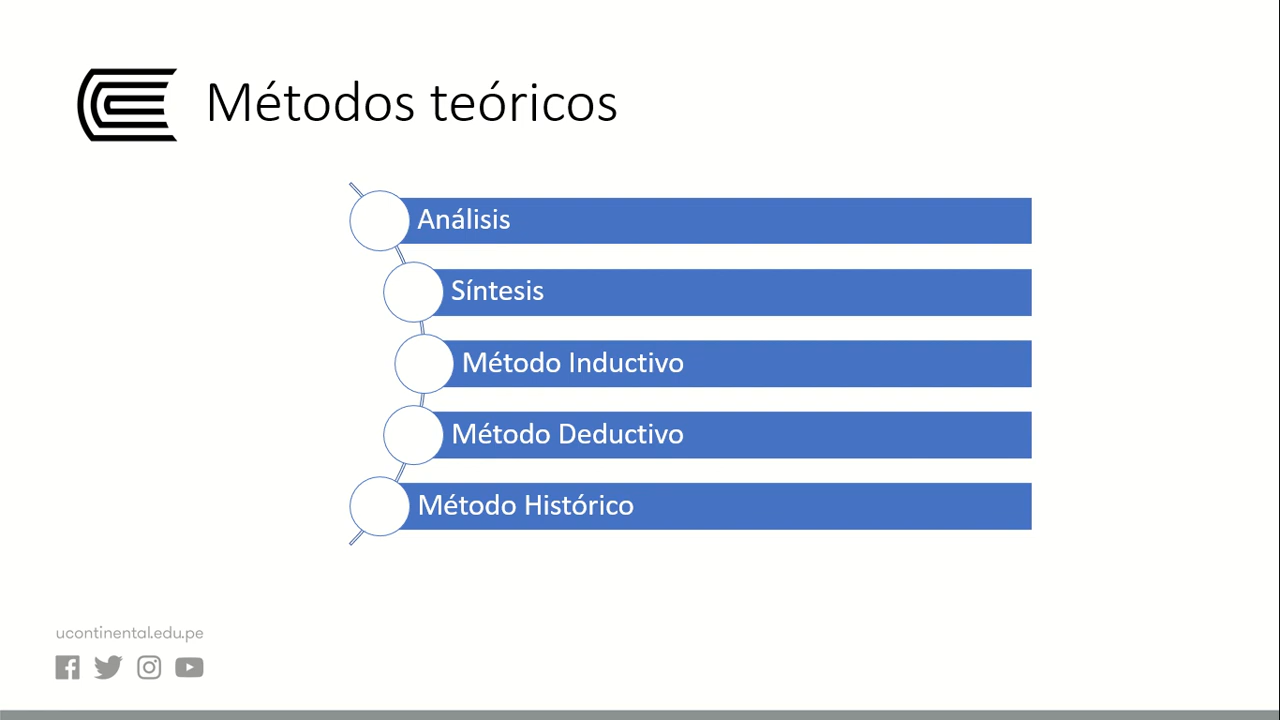 Métodos teóricos
Análisis
Síntesis
Método Inductivo
Método Deductivo
Método Histórico
ucontinental.edu.pe